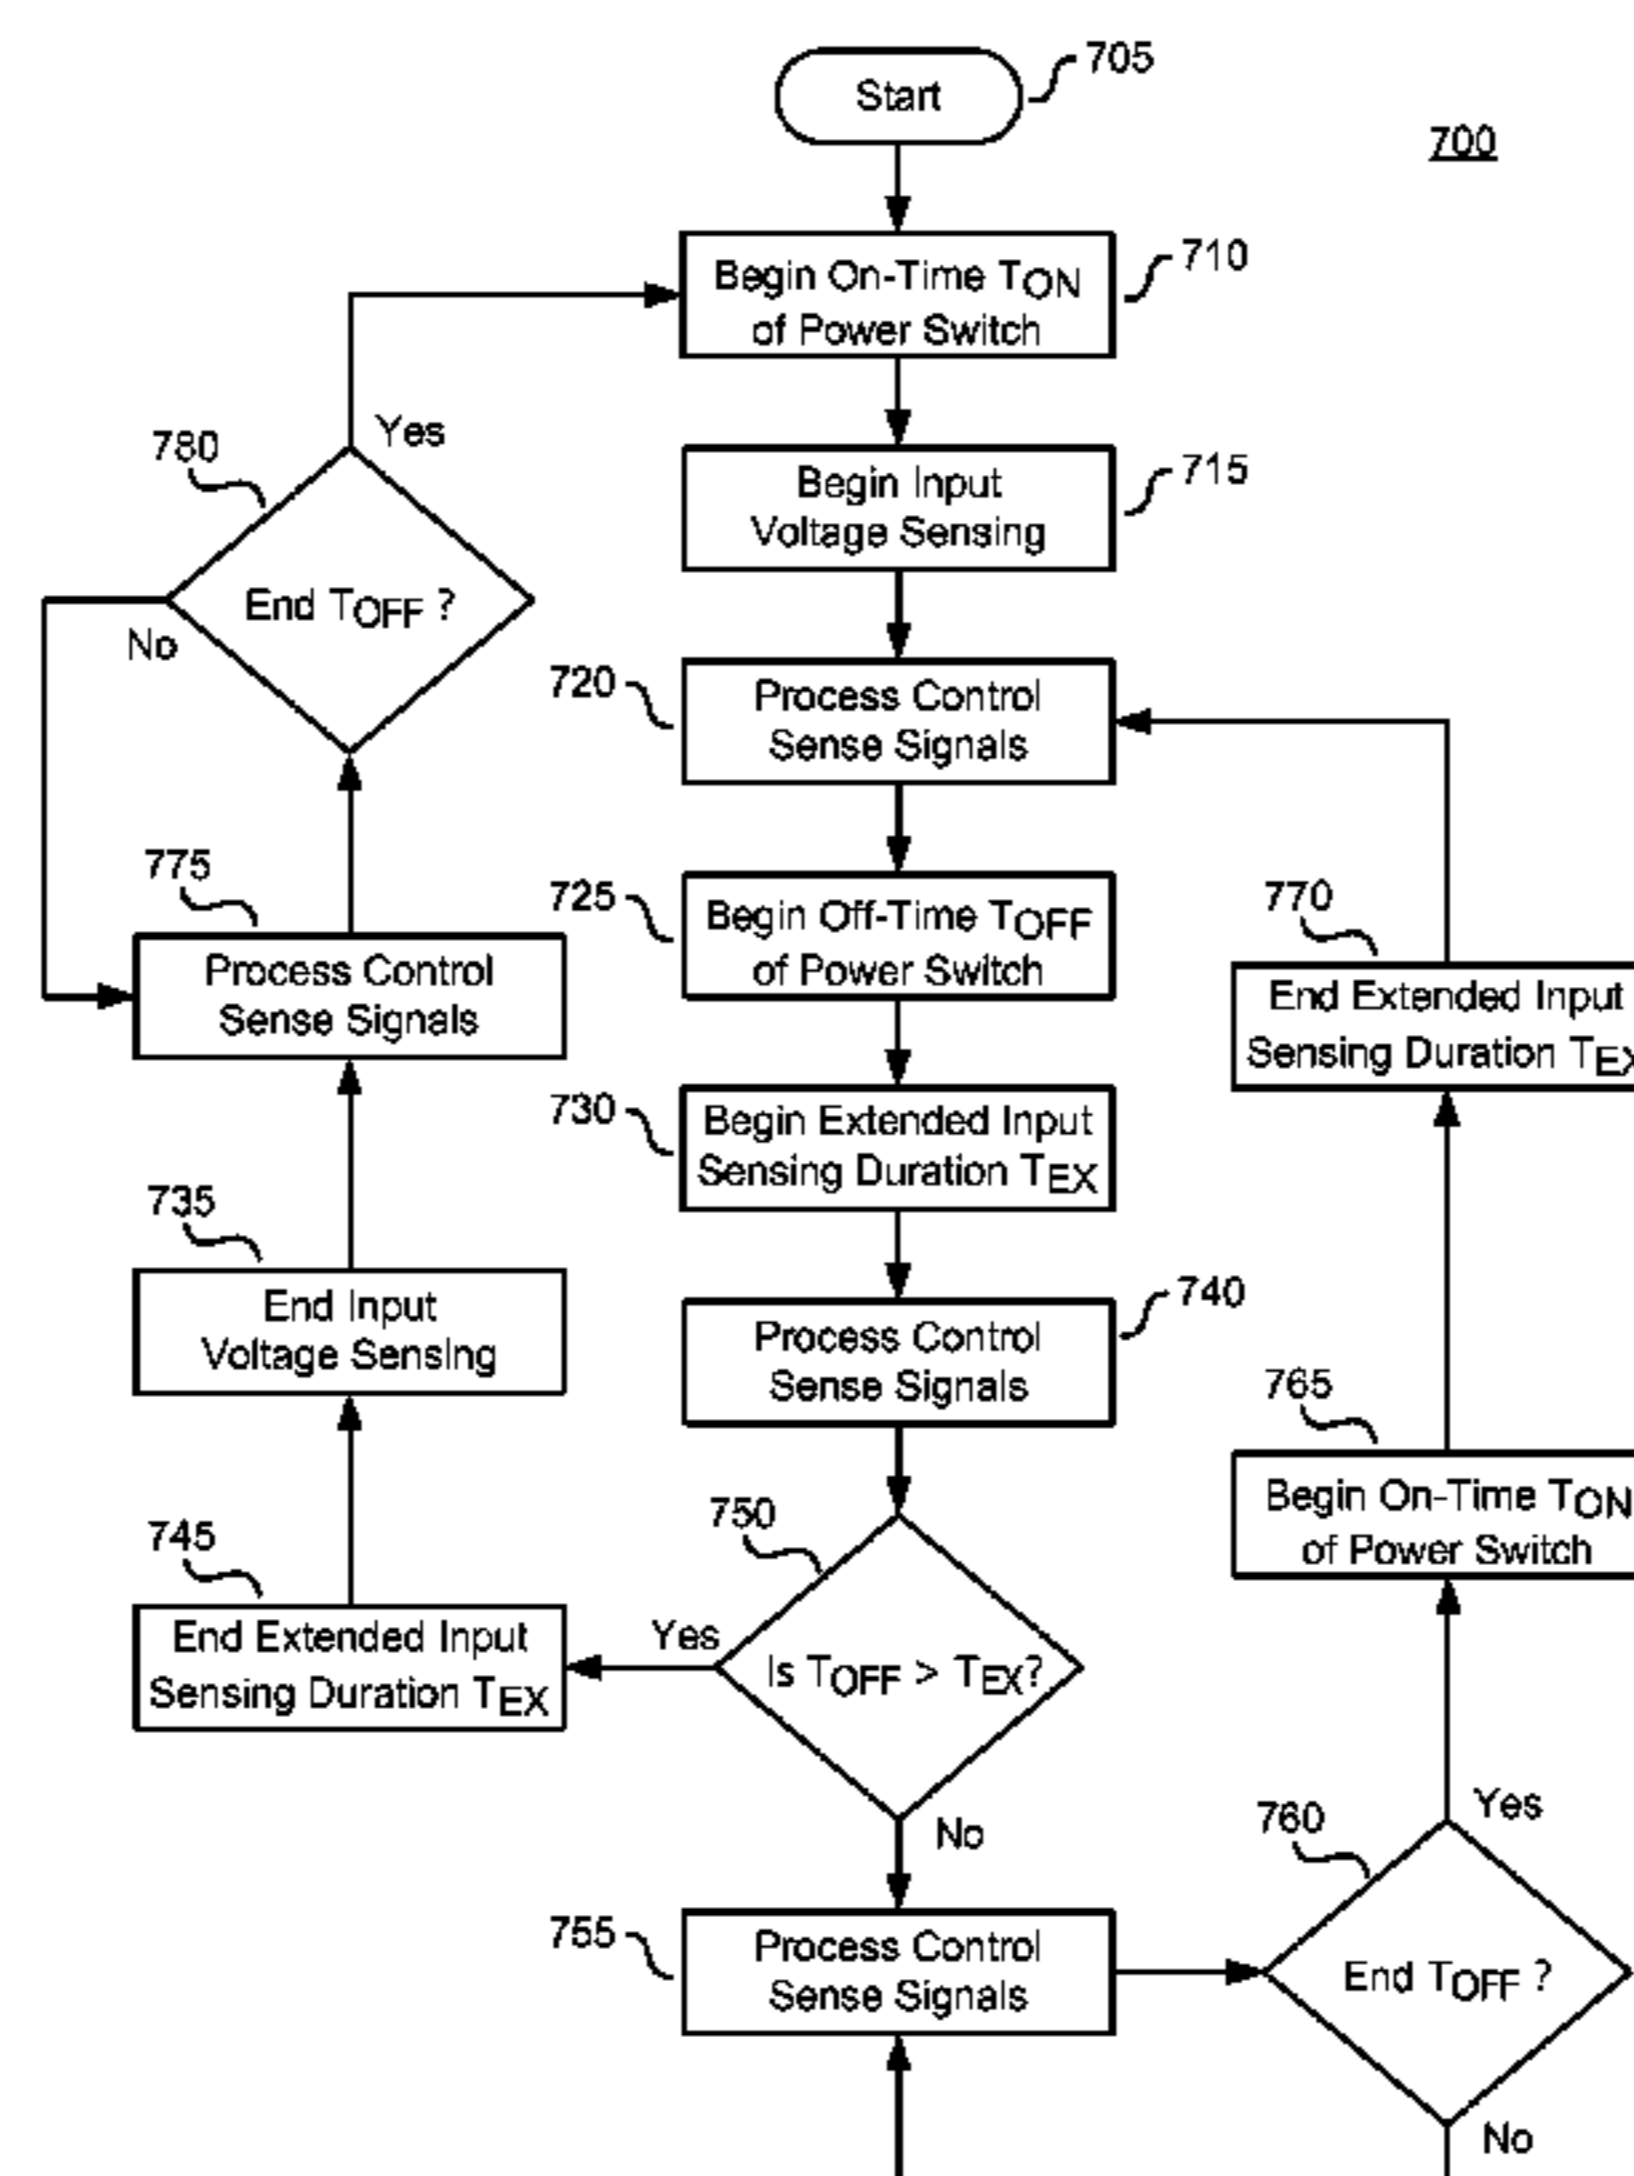 Start
705
700
Begin On-Time TON
of Power Switch
710
Yes
780
Begin Input
Voltage Sensing
715
End TOFF ?
No
720
Process Control
Sense Signals
775
725
Begin Off-Time TOFF
of Power Switch
770
Process Control
Sense Signals
End Extended Input
Sensing Duration TEX
730
Begin Extended Input
Sensing Duration TEX
735
End Input
Voltage Sensing
740
Process Control
Sense Signals
765
Begin On-Time TON
of Power Switch
745
750
End Extended Input
Sensing Duration TEX
Yes
Is TOFF > TEX?
No
760
Yes
755
Process Control
Sense Signals
End TOFF ?
No